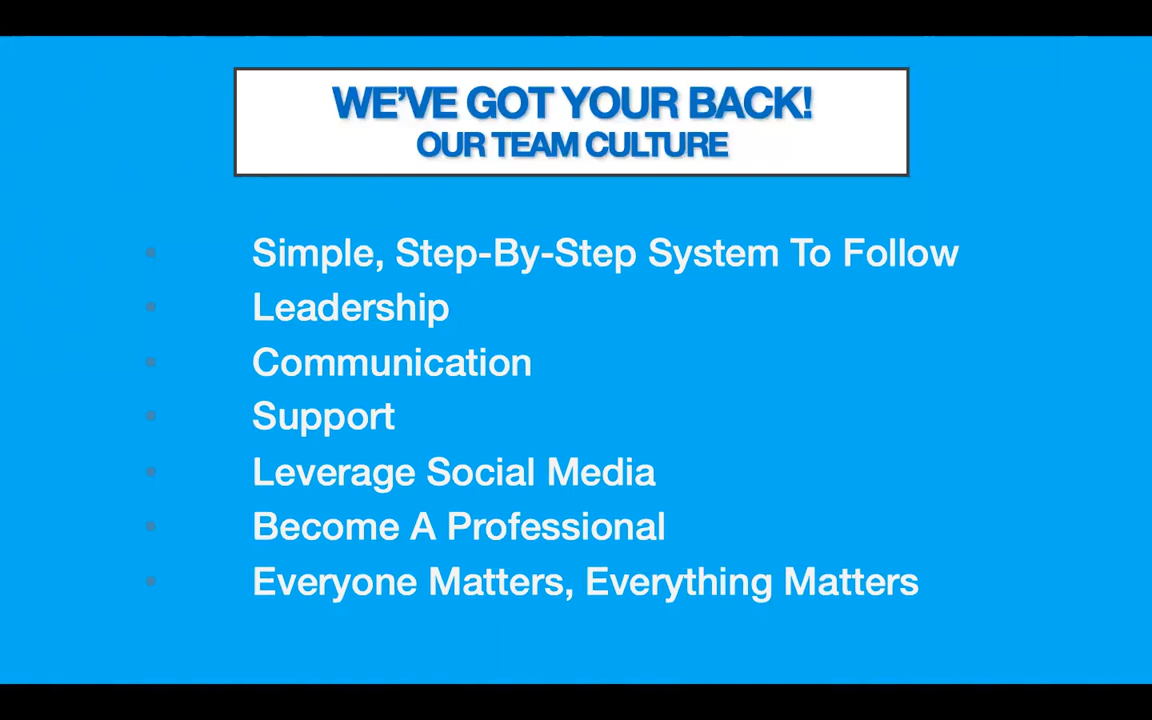 WE'VE GOT YOUR BACK!
OUR TEAM CULTURE
• Simple, Step-By-Step System To Follow
• Leadership
• Communication
• Support
• Leverage Social Media
• Become A Professional
• Everyone Matters, Everything Matters